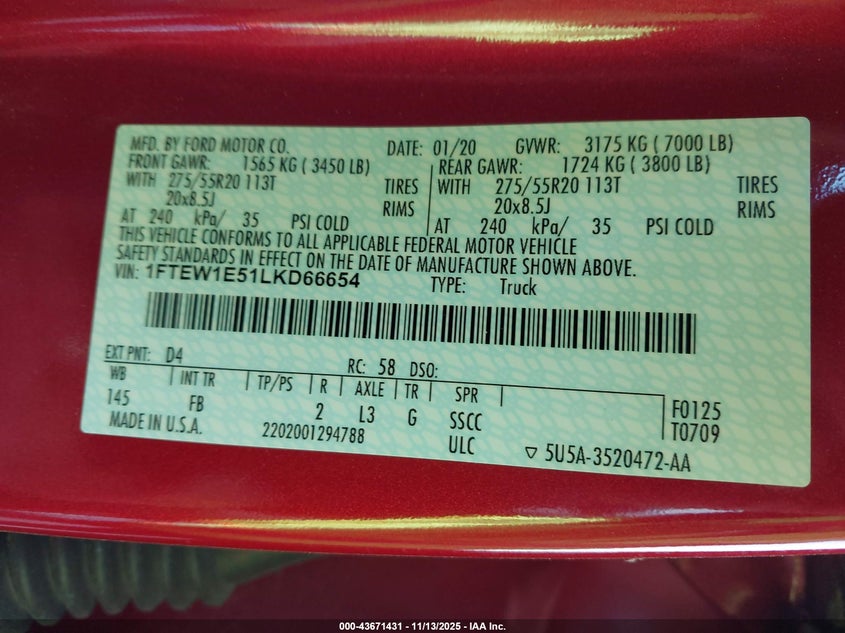 MFD. BY FORD MOTOR CO. DATE: 01/20 GVWR: 3175 KG ( 7000 LB)
FRONT GAWR: 1565 KG ( 3450 LB) REAR GAWR: 1724 KG ( 3800 LB)
WITH 275/55R20 113T TIRES WITH 275/55R20 113T TIRES
20x8.5J RIMS 20x8.5J RIMS
AT 240 kPa/ 35 PSI COLD AT 240 kPa/ 35 PSI COLD
THIS VEHICLE CONFORMS TO ALL APPLICABLE FEDERAL MOTOR VEHICLE
SAFETY STANDARDS IN EFFECT ON THE DATE OF MANUFACTURE SHOWN ABOVE.
VIN: 1FTEW1E51LKD66654 TYPE: Truck
EXT PNT: D4 RC: 58 DSO:
WB INT TR TP/PS R AXLE TR SPR
145 FB 2 L3 G SSCC F0125
MADE IN U.S.A. 2202001294788 ULC T0709
▽ 5U5A-3520472-AA
000-43671431 - 11/13/2025 - IAA Inc.